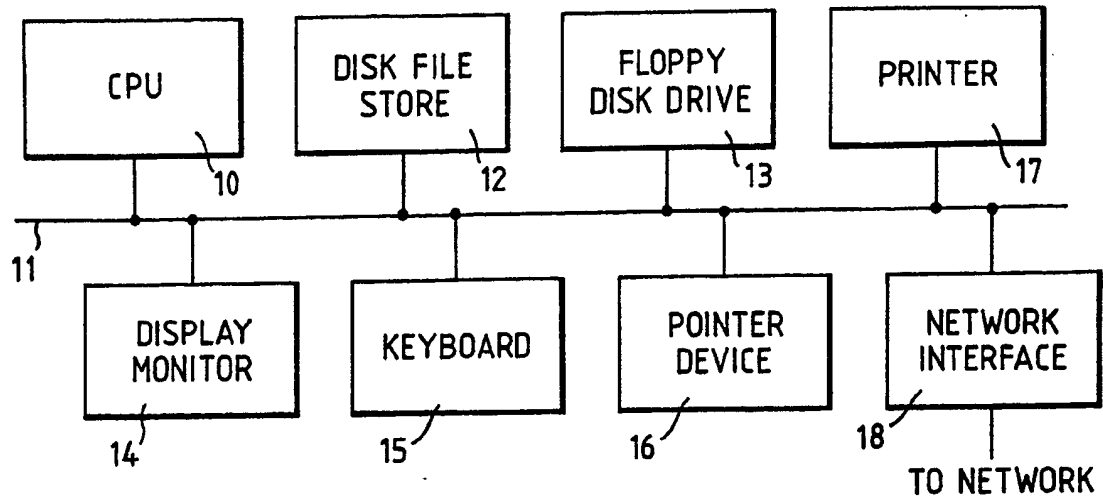 CPU
10
DISK FILE
STORE
12
FLOPPY
DISK DRIVE
13
PRINTER
17
11
DISPLAY
MONITOR
14
KEYBOARD
15
POINTER
DEVICE
16
NETWORK
INTERFACE
18
TO NETWORK